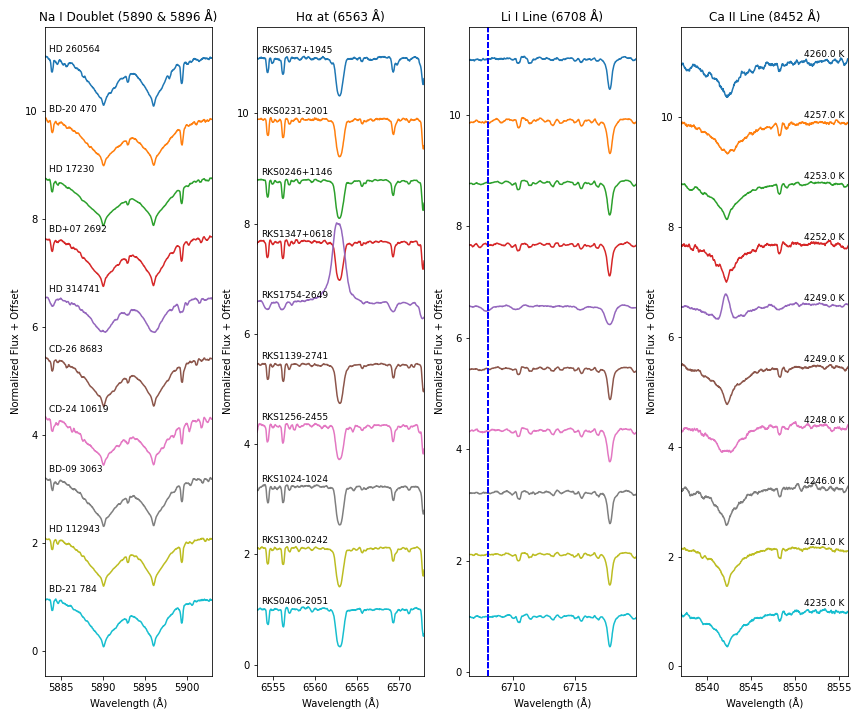 Na I Doublet (5890 & 5896 Å)
Normalized Flux + Offset
10
8
6
4
2
0
HD 260564
BD-20 470
HD 17230
BD+07 2692
HD 314741
CD-26 8683
CD-24 10619
BD-09 3063
HD 112943
BD-21 784
5885 5890 5895 5900
Wavelength (Å)
Hα at (6563 Å)
Normalized Flux + Offset
10
8
6
4
2
0
RKS0637+1945
RKS0231-2001
RKS0246+1146
RKS1347+0618
RKS1754-2649
RKS1139-2741
RKS1256-2455
RKS1024-1024
RKS1300-0242
RKS0406-2051
6555 6560 6565 6570
Wavelength (Å)
Li I Line (6708 Å)
Normalized Flux + Offset
10
8
6
4
2
0
6710 6715
Wavelength (Å)
Ca II Line (8452 Å)
Normalized Flux + Offset
10
8
6
4
2
0
4260.0 K
4257.0 K
4253.0 K
4252.0 K
4249.0 K
4249.0 K
4248.0 K
4246.0 K
4241.0 K
4235.0 K
8540 8545 8550 8555
Wavelength (Å)